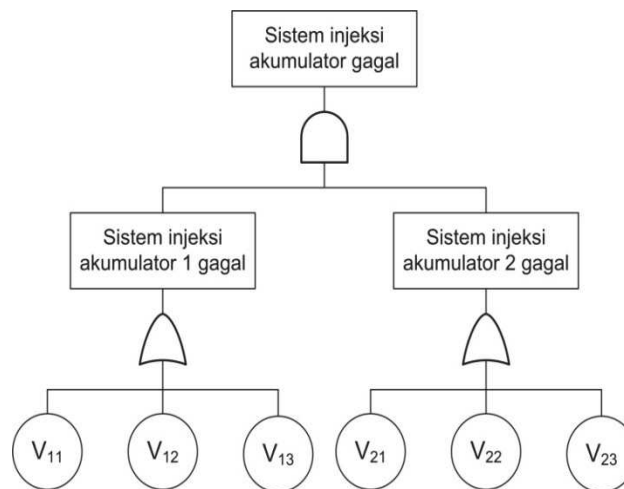 Sistem injeksi
akumulator gagal
Sistem injeksi
akumulator 1 gagal
Sistem injeksi
akumulator 2 gagal
V₁₁
V₁₂
V₁₃
V₂₁
V₂₂
V₂₃